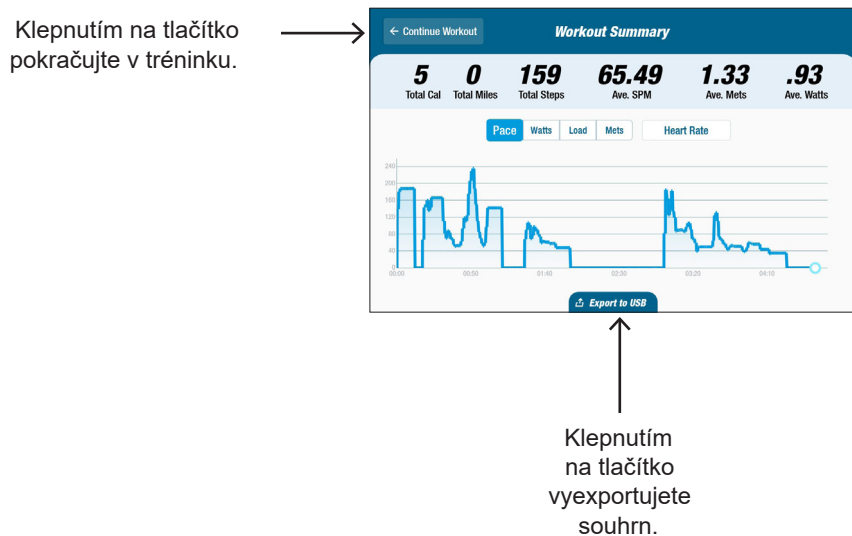 Klepnutím na tlačítko
pokračujte v tréninku.
← Continue Workout
Workout Summary
5 0 159 65.49 1.33 .93
Total Cal Total Miles Total Steps Ave. SPM Ave. Mets Ave. Watts
Pace Watts Load Mets Heart Rate
240
200
160
120
80
40
0
00:00 00:50 01:40 02:30 03:20 04:10
Export to USB
Klepnutím
na tlačítko
vyexportujete
souhrn.